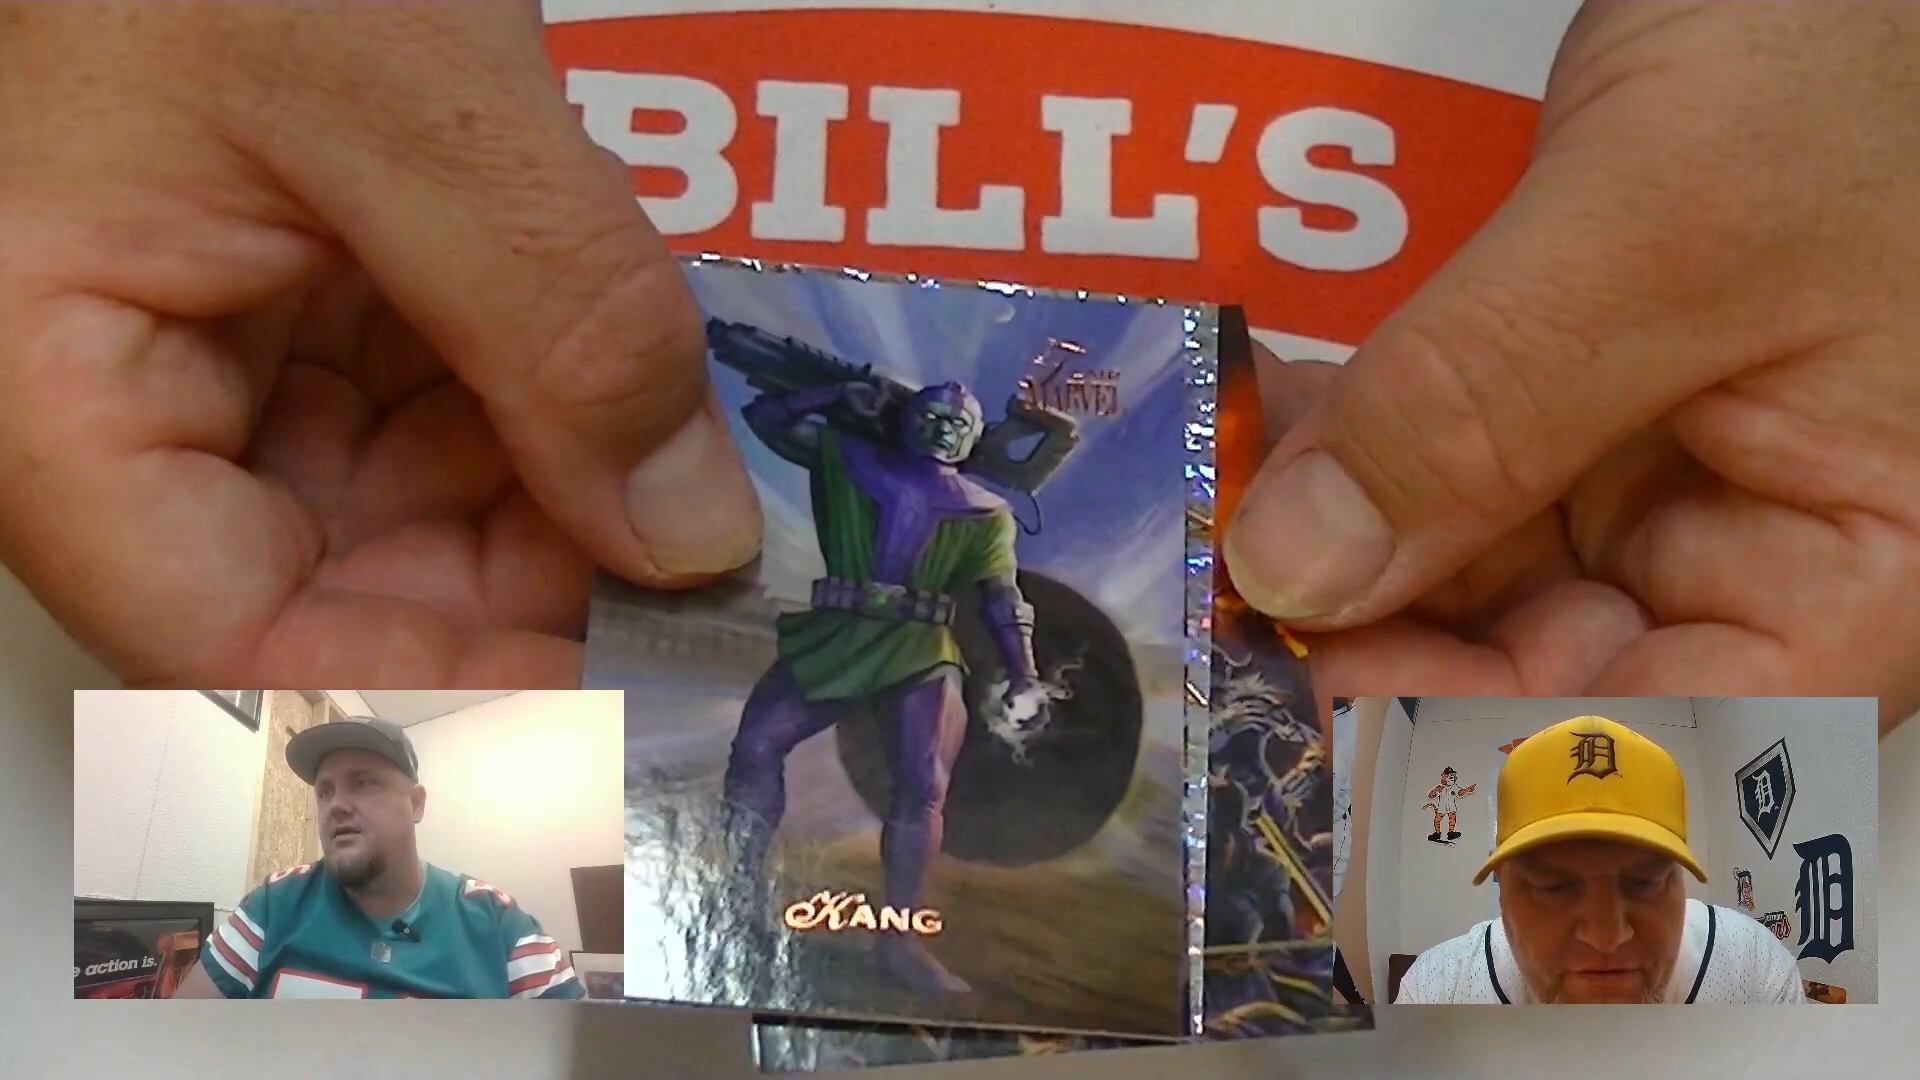 BILL'S
MARVEL
KANG
e action is.
D
D
D